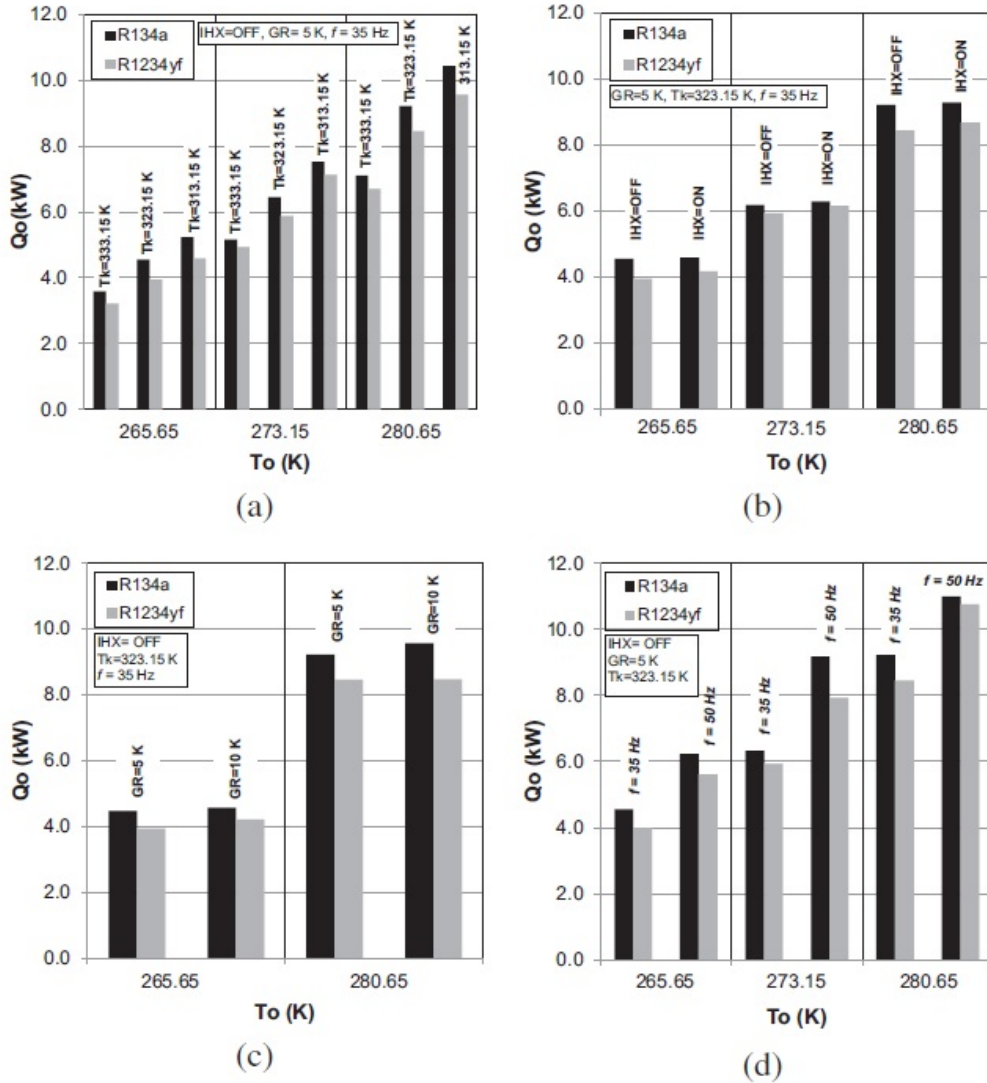 12.0
R134a
R1234yf
IHX=OFF, GR= 5 K, f = 35 Hz
10.0
8.0
6.0
4.0
2.0
0.0
Qo(kW)
Tk=333.15 K
Tk=323.15 K
Tk=313.15 K
Tk=333.15 K
Tk=323.15 K
Tk=313.15 K
Tk=333.15 K
Tk=323.15 K
313.15 K
265.65 273.15 280.65
To (K)
(a)
12.0
R134a
R1234yf
GR=5 K, Tk=323.15 K, f = 35 Hz
10.0
8.0
6.0
4.0
2.0
0.0
Qo (kW)
IHX=OFF
IHX=ON
IHX=OFF
IHX=ON
IHX=OFF
IHX=ON
265.65 273.15 280.65
To (K)
(b)
12.0
R134a
R1234yf
IHX= OFF
Tk=323.15 K
f = 35 Hz
10.0
8.0
6.0
4.0
2.0
0.0
Qo (kW)
GR=5 K
GR=10 K
GR=5 K
GR=10 K
265.65 280.65
To (K)
(c)
12.0
R134a
R1234yf
IHX= OFF
GR=5 K
Tk=323.15 K
10.0
8.0
6.0
4.0
2.0
0.0
Qo (kW)
f = 35 Hz
f = 50 Hz
f = 35 Hz
f = 50 Hz
f = 35 Hz
f = 50 Hz
265.65 273.15 280.65
To (K)
(d)